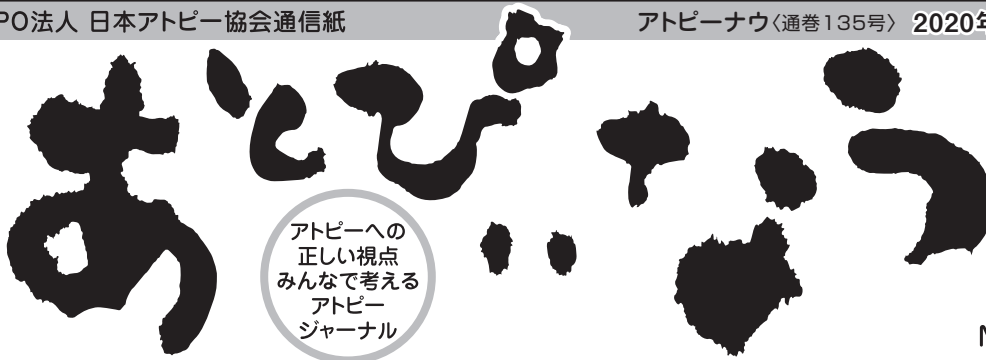 PO法人 日本アトピー協会通信紙
アトピーナウ〈通巻135号〉 2020年
あとぴいなう
アトピーへの
正しい視点
みんなで考える
アトピー
ジャーナル